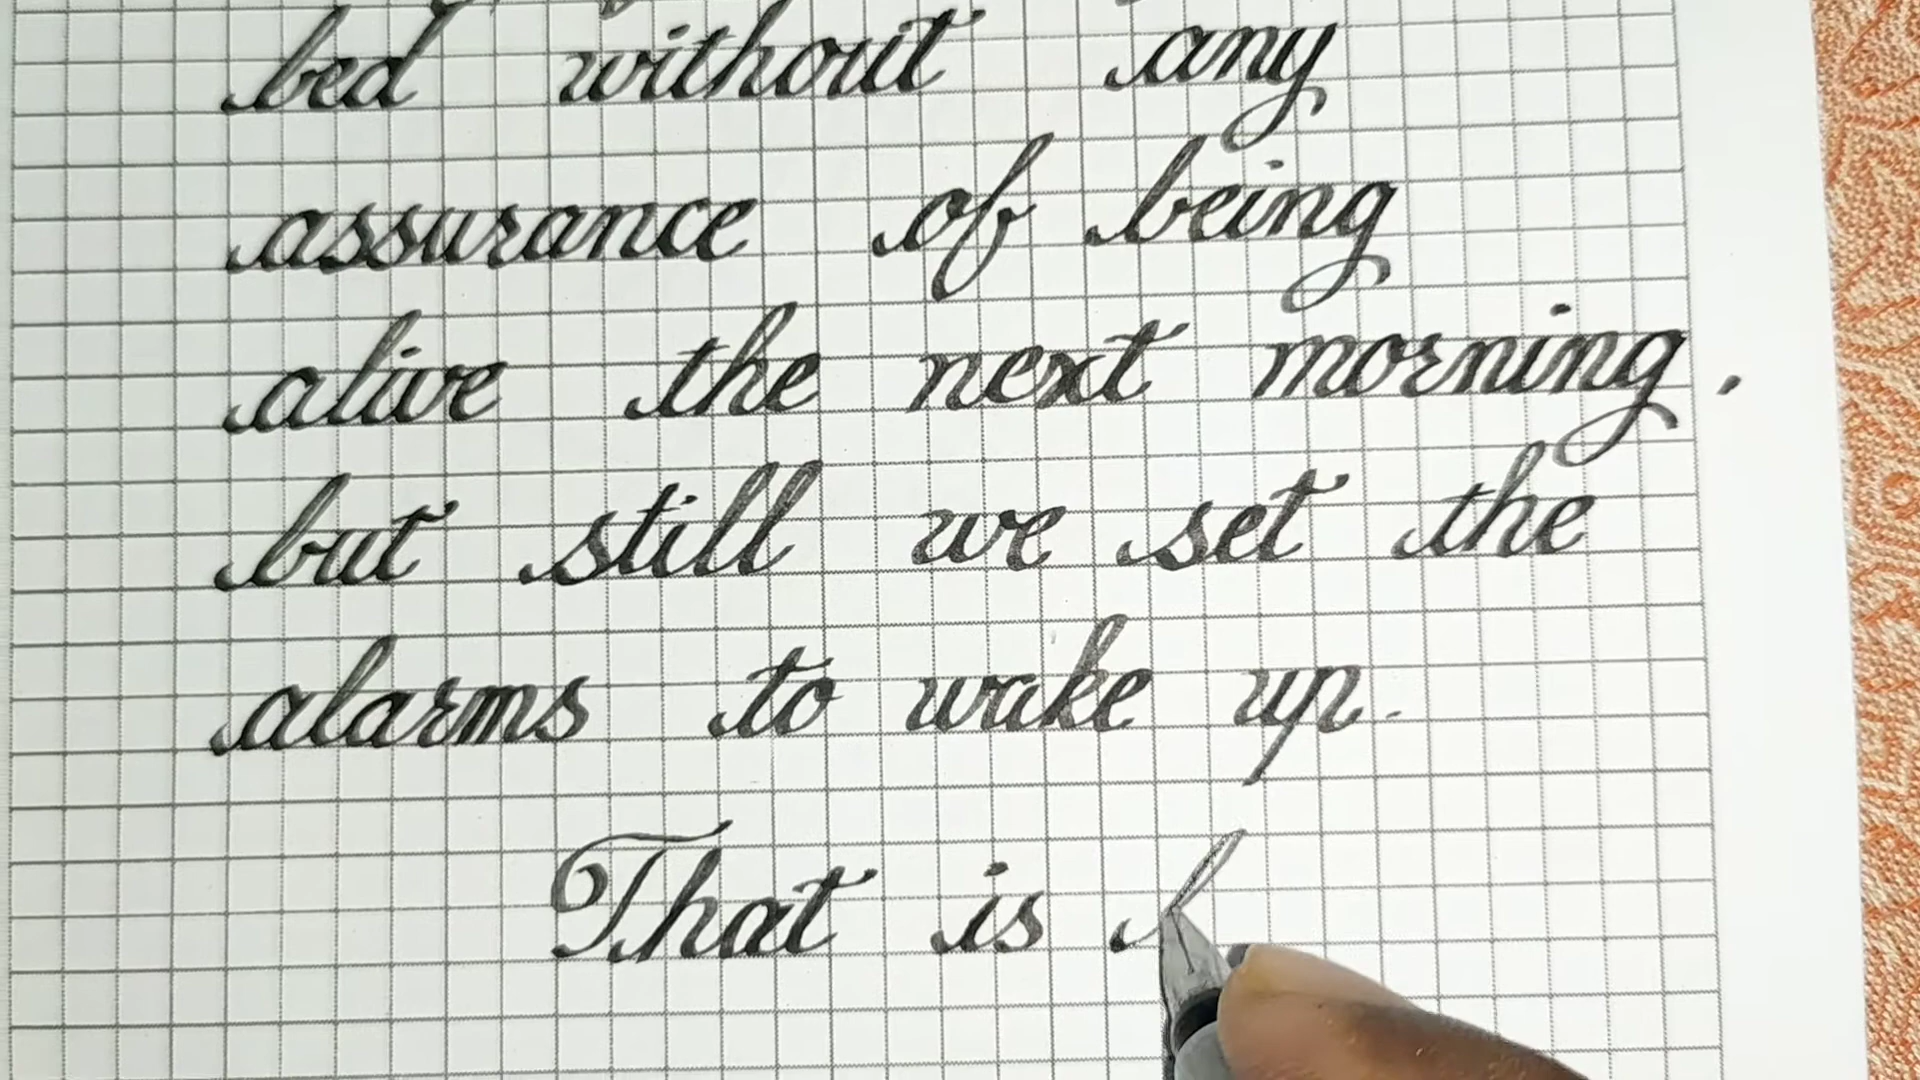 bed without any
assurance of being
alive the next morning.
but still we set the
alarms to wake up.
That is